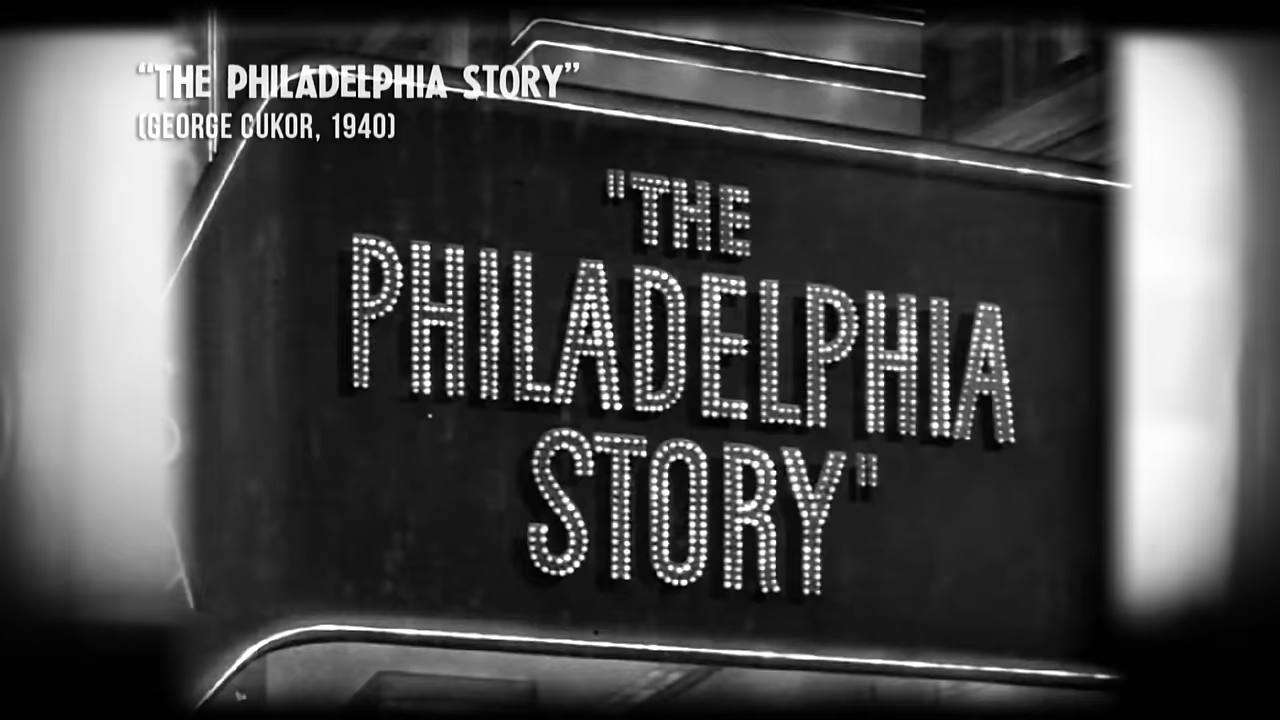 “THE PHILADELPHIA STORY”
(GEORGE CUKOR, 1940)
"THE
PHILADELPHIA
STORY"